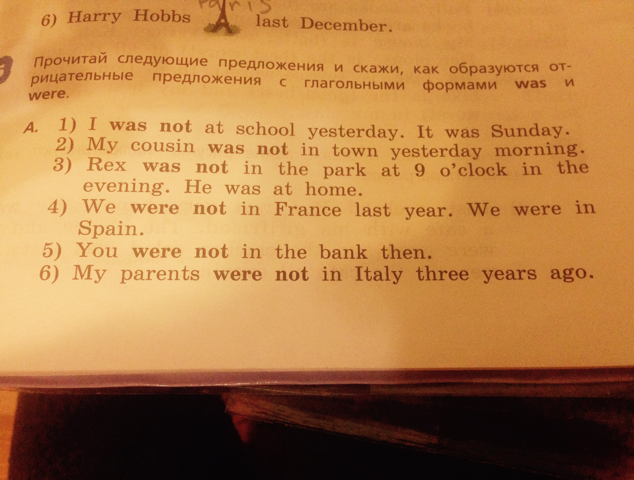 Paris
6) Harry Hobbs last December.
Прочитай следующие предложения и скажи, как образуются от-
рицательные предложения с глагольными формами was и
were.
A. 1) I was not at school yesterday. It was Sunday.
2) My cousin was not in town yesterday morning.
3) Rex was not in the park at 9 o'clock in the
evening. He was at home.
4) We were not in France last year. We were in
Spain.
5) You were not in the bank then.
6) My parents were not in Italy three years ago.